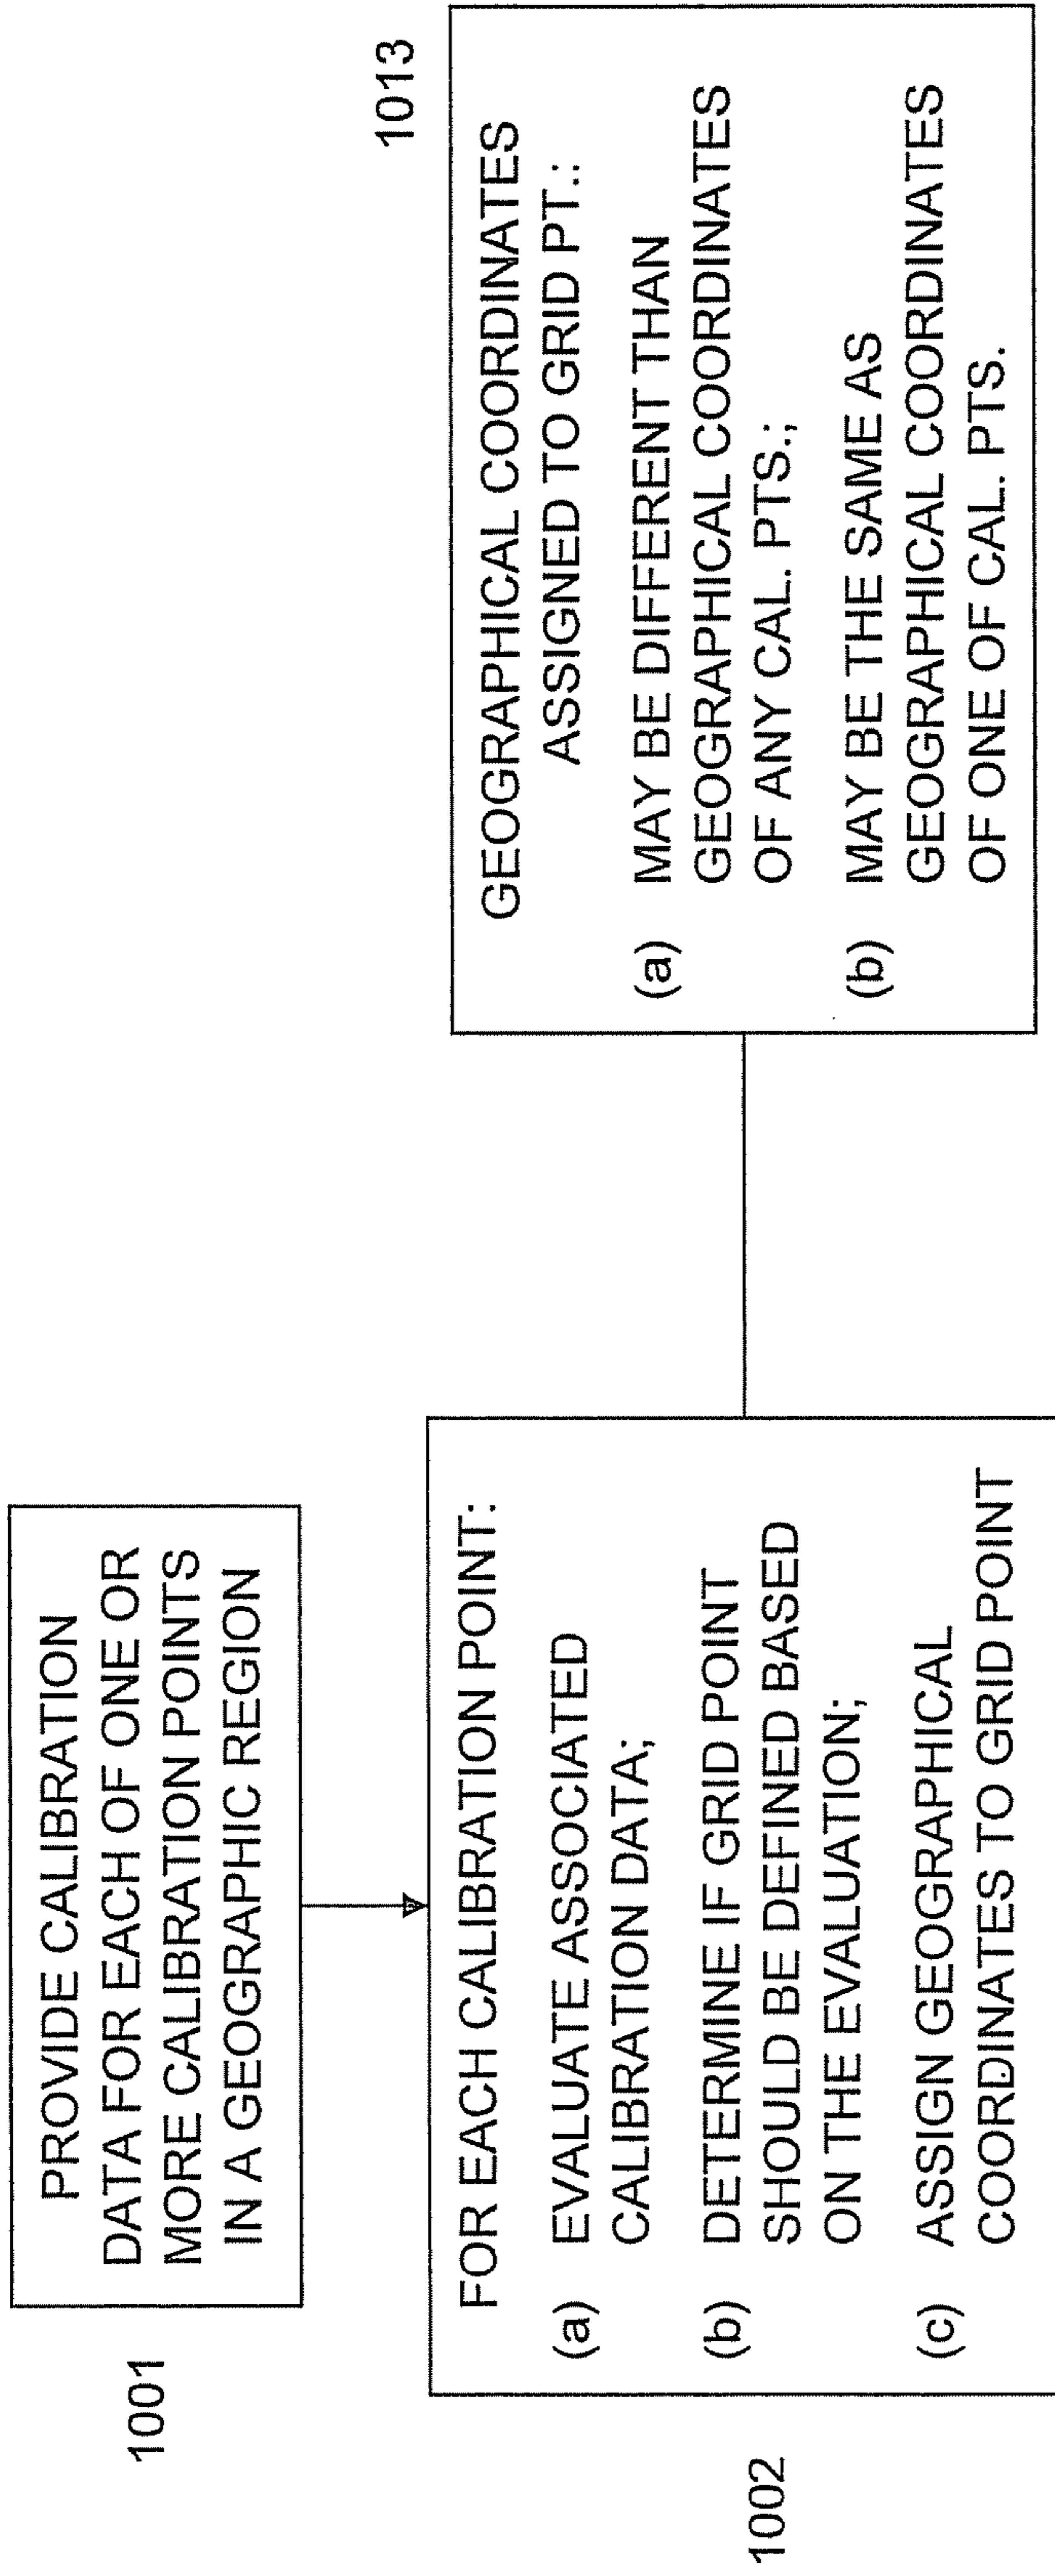 1001
PROVIDE CALIBRATION
DATA FOR EACH OF ONE OR
MORE CALIBRATION POINTS
IN A GEOGRAPHIC REGION
1002
FOR EACH CALIBRATION POINT:
(a) EVALUATE ASSOCIATED
CALIBRATION DATA;
(b) DETERMINE IF GRID POINT
SHOULD BE DEFINED BASED
ON THE EVALUATION;
(c) ASSIGN GEOGRAPHICAL
COORDINATES TO GRID POINT
1013
GEOGRAPHICAL COORDINATES
ASSIGNED TO GRID PT.:
(a) MAY BE DIFFERENT THAN
GEOGRAPHICAL COORDINATES
OF ANY CAL. PTS.;
(b) MAY BE THE SAME AS
GEOGRAPHICAL COORDINATES
OF ONE OF CAL. PTS.